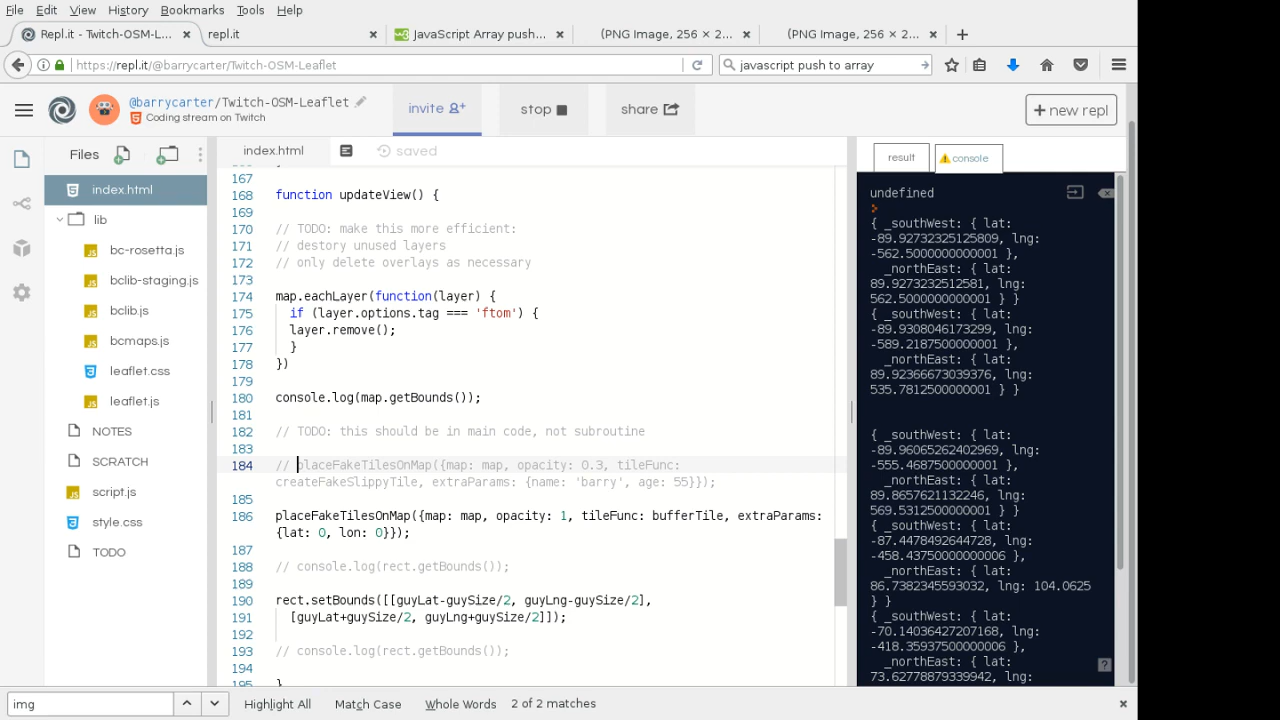 File Edit View History Bookmarks Tools Help
Repl.it - Twitch-OSM-L... × repl.it × JavaScript Array push... × (PNG Image, 256 × 2... × (PNG Image, 256 × 2... × +
https://repl.it/@barrycarter/Twitch-OSM-Leaflet javascript push to array
@barrycarter/Twitch-OSM-Leaflet
Coding stream on Twitch
invite
stop
share
+ new repl
Files
index.html
saved
result
console
index.html
lib
bc-rosetta.js
bclib-staging.js
bclib.js
bcmaps.js
leaflet.css
leaflet.js
NOTES
SCRATCH
script.js
style.css
TODO
167
168 function updateView() {
169
170 // TODO: make this more efficient:
171 // destory unused layers
172 // only delete overlays as necessary
173
174 map.eachLayer(function(layer) {
175 if (layer.options.tag === 'ftom') {
176 layer.remove();
177 }
178 })
179
180 console.log(map.getBounds());
181
182 // TODO: this should be in main code, not subroutine
183
184 // placeFakeTilesOnMap({map: map, opacity: 0.3, tileFunc:
createFakeSlippyTile, extraParams: {name: 'barry', age: 55}});
185
186 placeFakeTilesOnMap({map: map, opacity: 1, tileFunc: bufferTile, extraParams:
{lat: 0, lon: 0}});
187
188 // console.log(rect.getBounds());
189
190 rect.setBounds([[guyLat-guySize/2, guyLng-guySize/2],
191 [guyLat+guySize/2, guyLng+guySize/2]]);
192
193 // console.log(rect.getBounds());
194
195 }
undefined
{ _southWest: { lat:
-89.92732325125809, lng:
-562.5000000000001 },
_northEast: { lat:
89.9273232512581, lng:
562.5000000000001 } }
{ _southWest: { lat:
-89.9308046173299, lng:
-589.2187500000001 },
_northEast: { lat:
89.92366673039376, lng:
535.7812500000001 } }
{ _southWest: { lat:
-89.96065262402969, lng:
-555.4687500000001 },
_northEast: { lat:
89.8657621132246, lng:
569.5312500000001 } }
{ _southWest: { lat:
-87.4478492644728, lng:
-458.43750000000006 },
_northEast: { lat:
86.7382345593032, lng: 104.0625
} }
{ _southWest: { lat:
-70.14036427207168, lng:
-418.35937500000006 },
_northEast: { lat:
73.62778879339942, lng:
?
img Highlight All Match Case Whole Words 2 of 2 matches ×